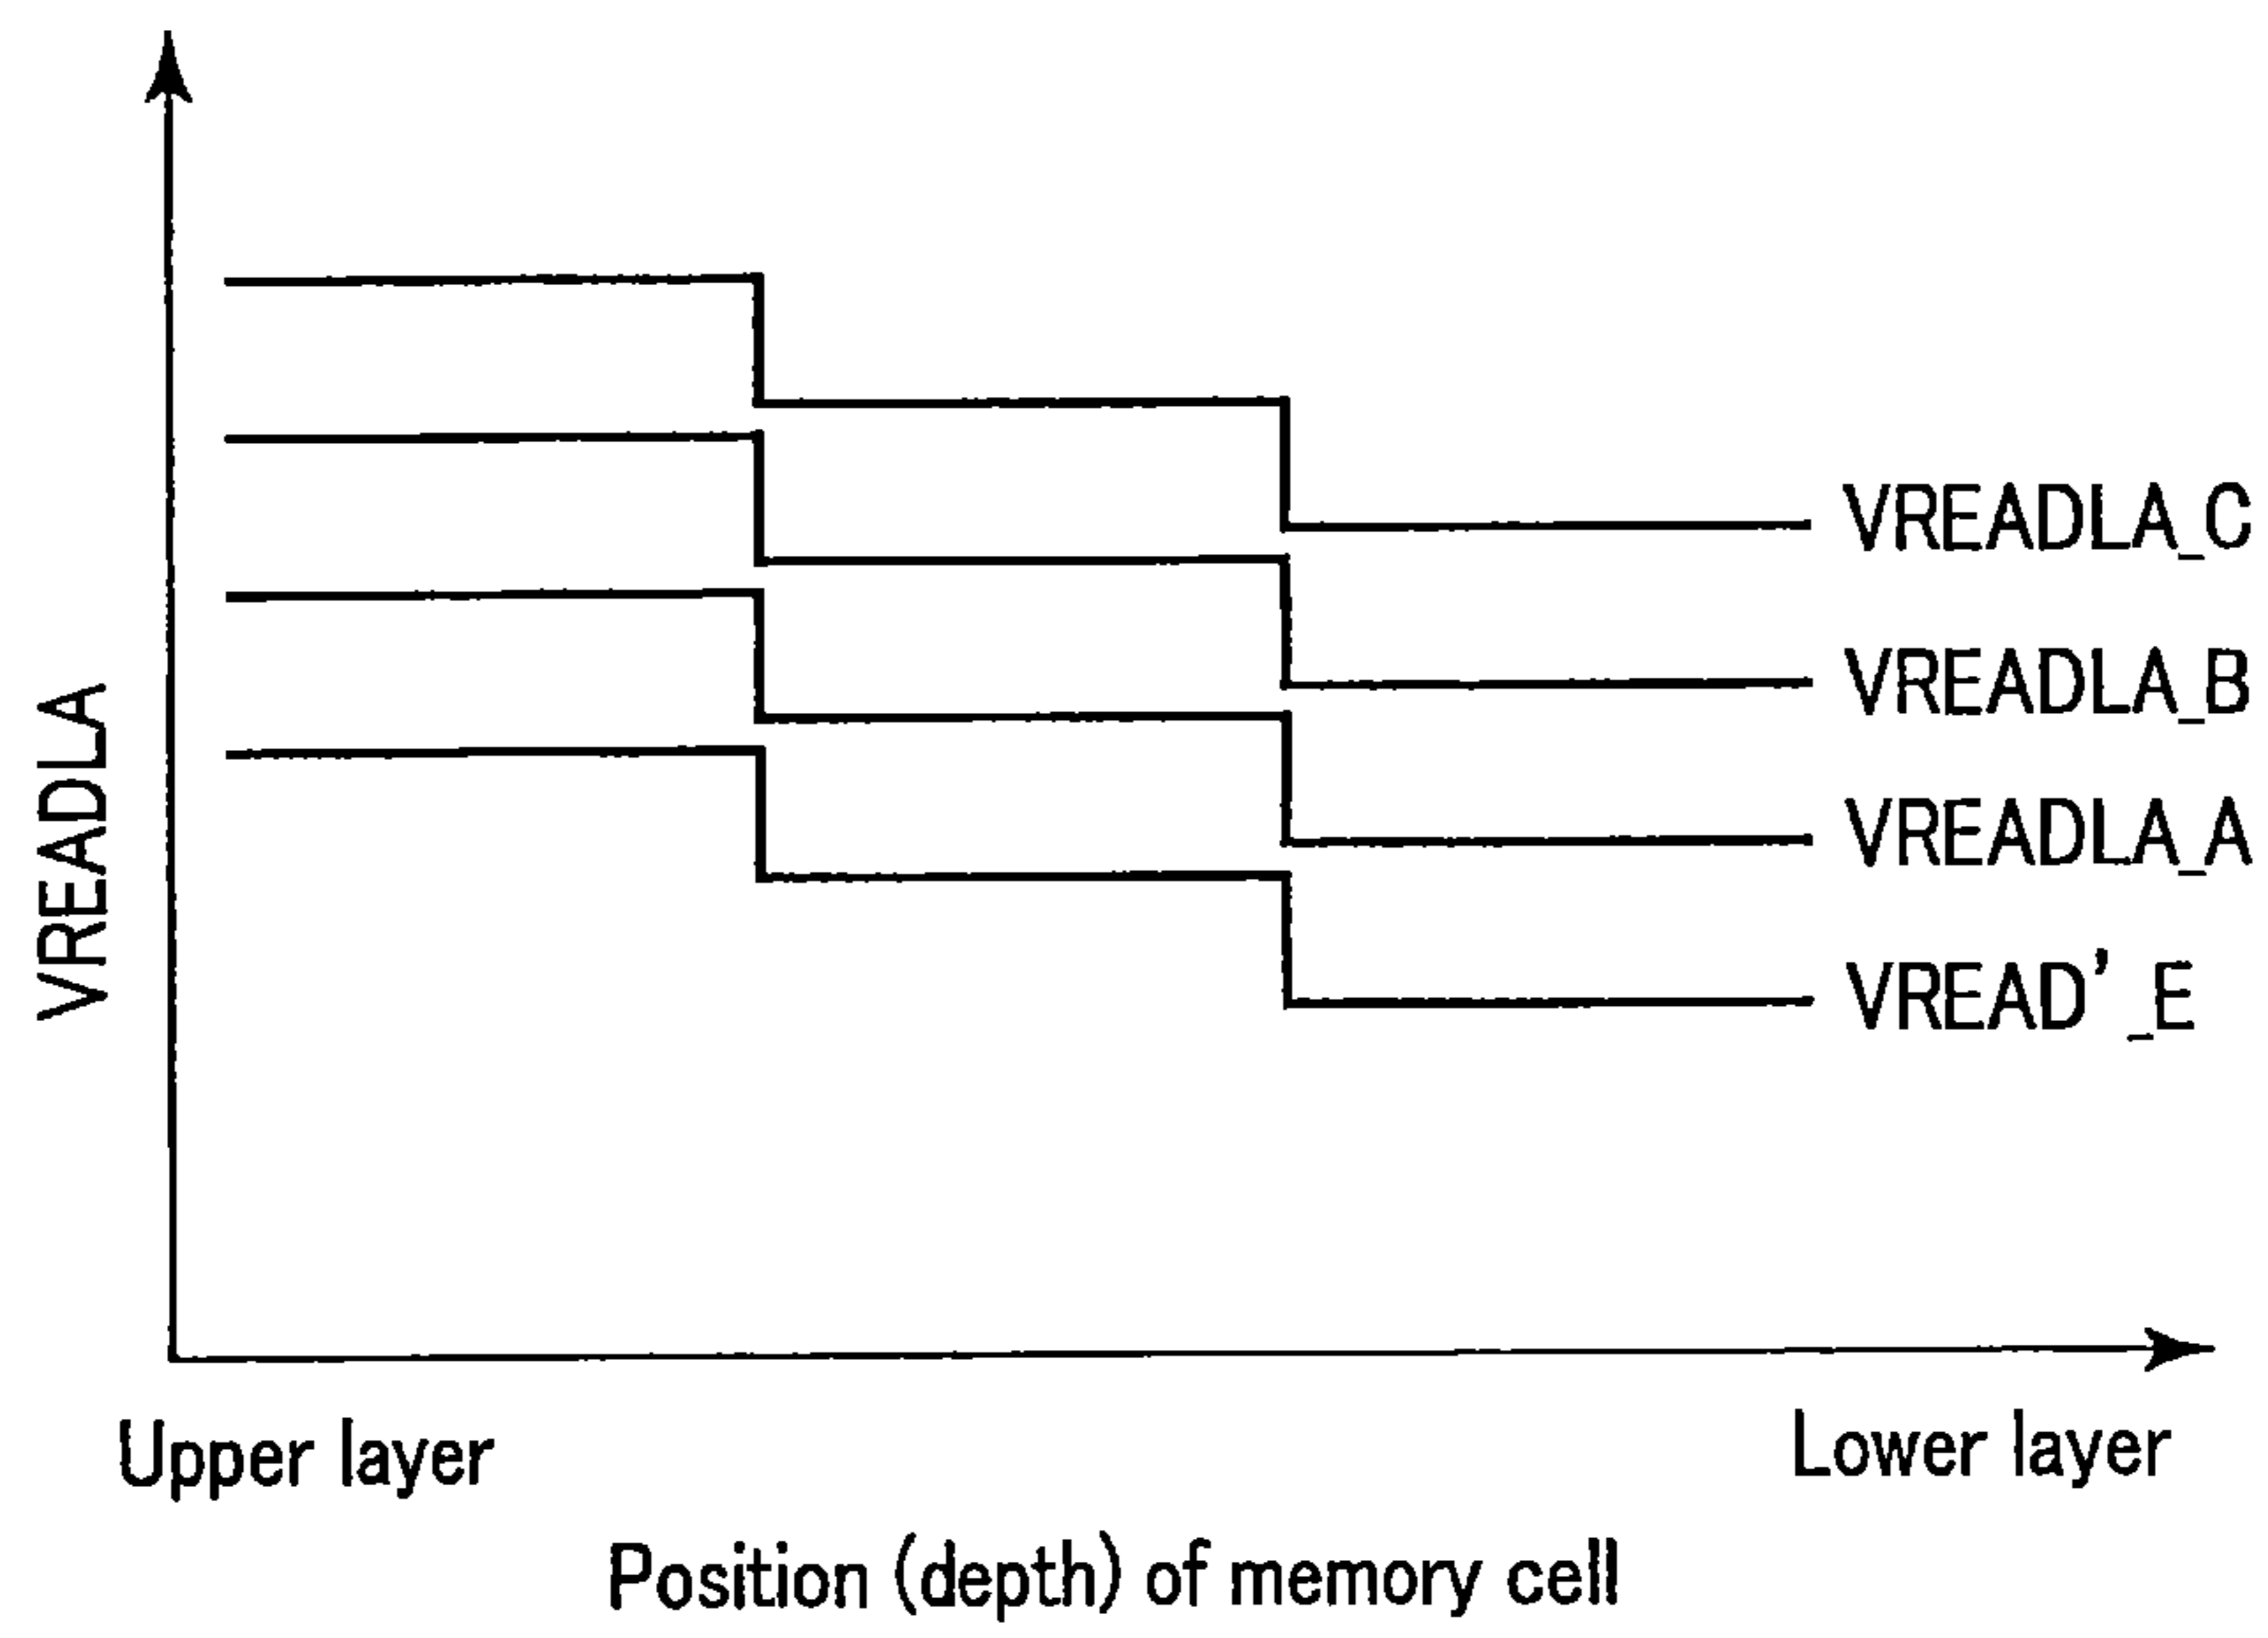 VREADLA
VREADLA_C
VREADLA_B
VREADLA_A
VREAD'_E
Upper layer
Lower layer
Position (depth) of memory cell